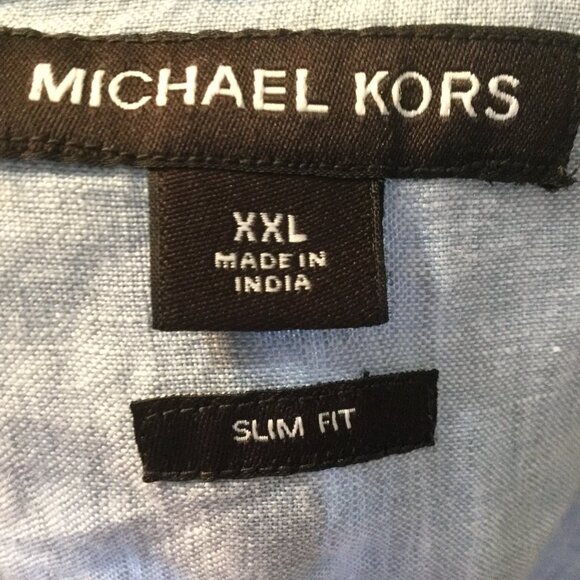 MICHAEL KORS
XXL
MADE IN
INDIA
SLIM FIT